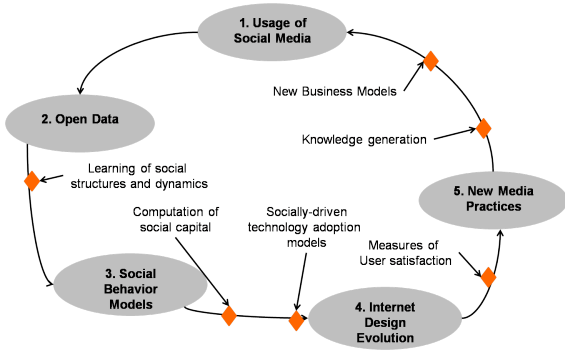 1. Usage of
Social Media
New Business Models
2. Open Data
Knowledge generation
Learning of social
structures and dynamics
5. New Media
Practices
Computation of
social capital
Socially-driven
technology adoption
models
Measures of
User satisfaction
3. Social
Behavior
Models
4. Internet
Design
Evolution